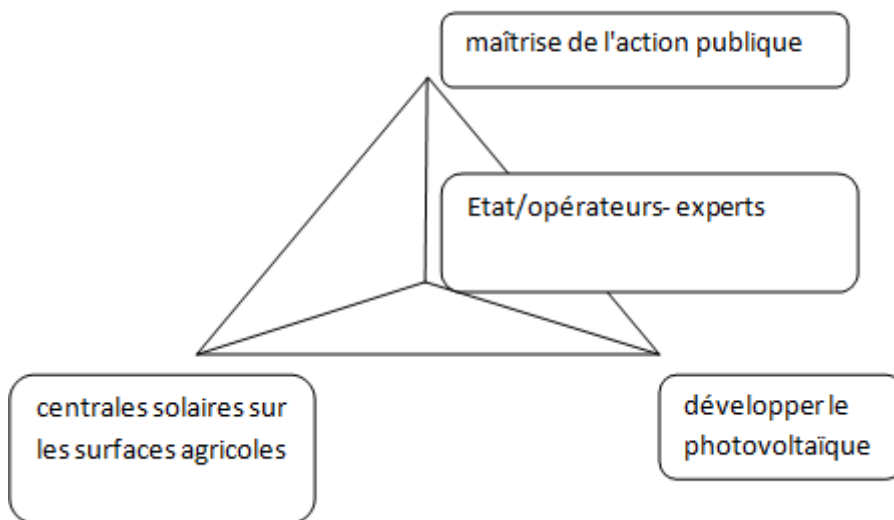 maîtrise de l'action publique
Etat/opérateurs- experts
centrales solaires sur
les surfaces agricoles
développer le
photovoltaïque